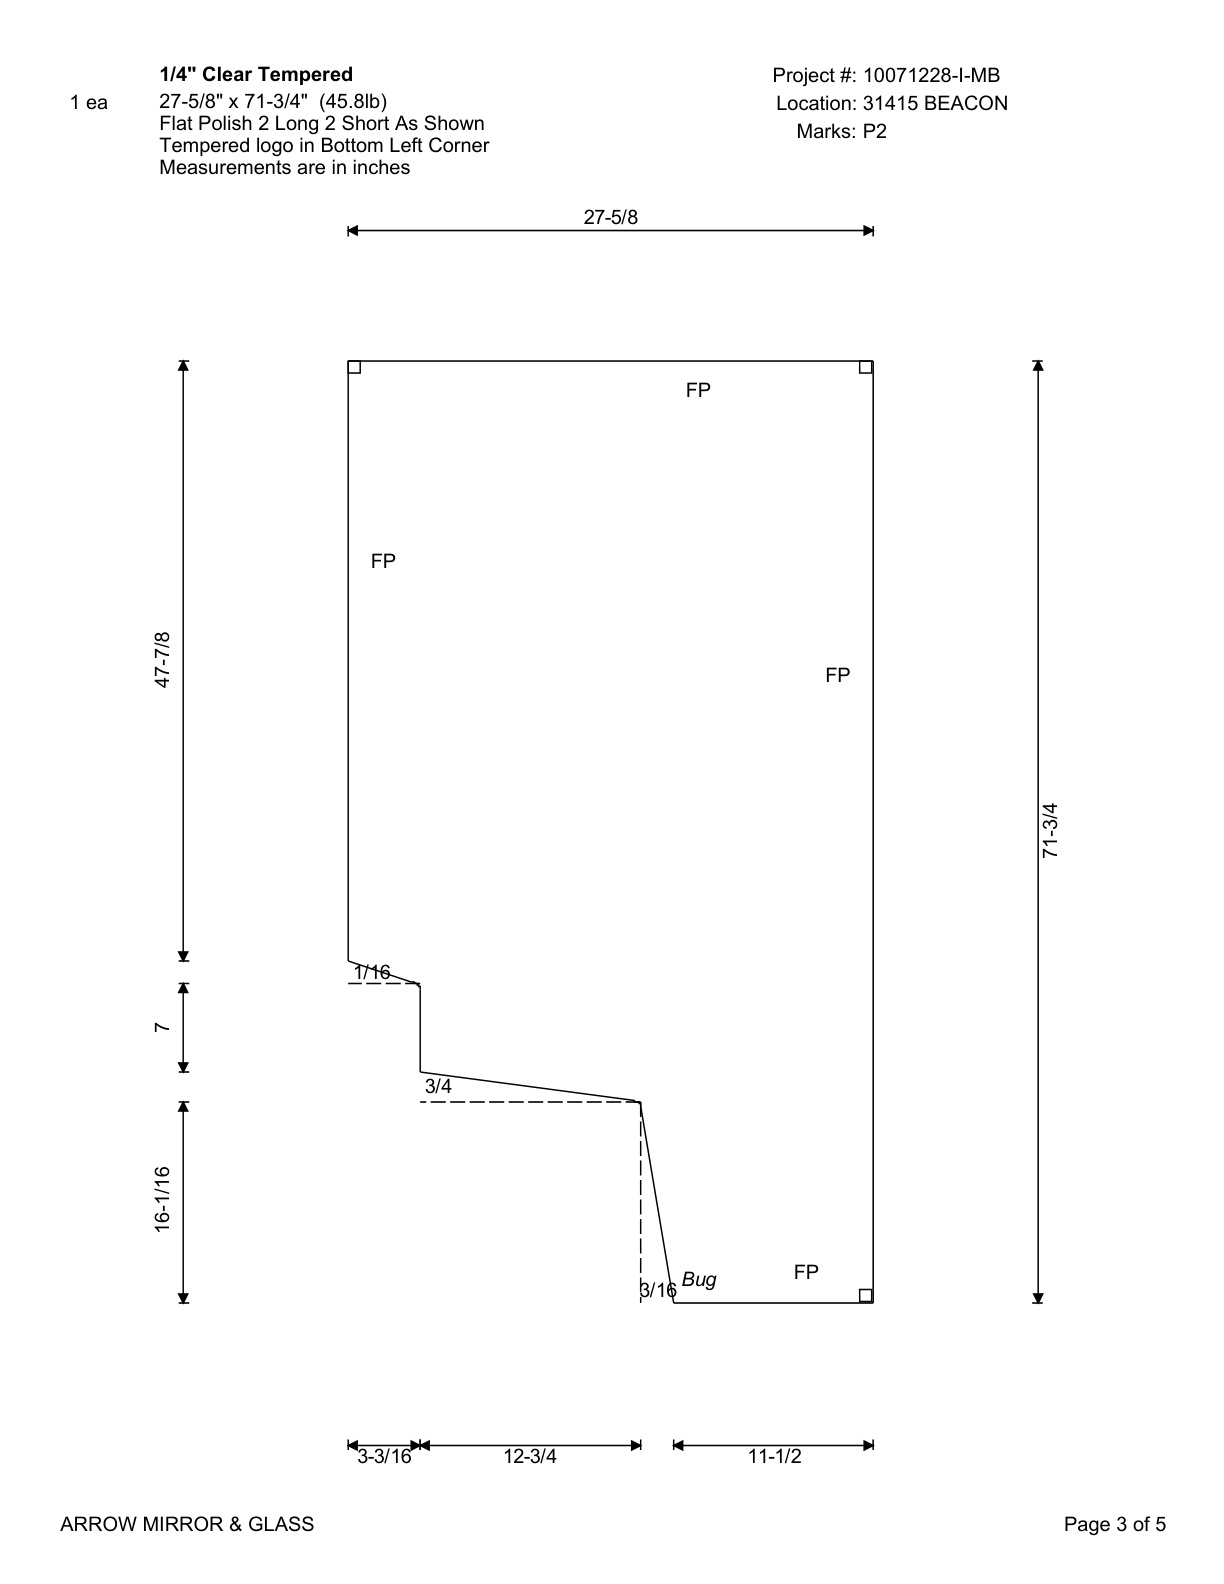 1/4" Clear Tempered
1 ea
27-5/8" x 71-3/4" (45.8lb)
Flat Polish 2 Long 2 Short As Shown
Tempered logo in Bottom Left Corner
Measurements are in inches
Project #: 10071228-I-MB
Location: 31415 BEACON
Marks: P2
27-5/8
FP
FP
47-7/8
FP
71-3/4
1/16
7
3/4
16-1/16
FP
Bug
3/16
3-3/16
12-3/4
11-1/2
ARROW MIRROR & GLASS
Page 3 of 5